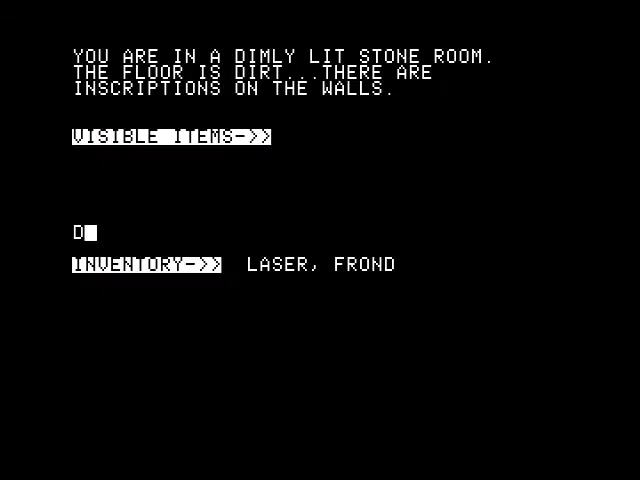 YOU ARE IN A DIMLY LIT STONE ROOM.
THE FLOOR IS DIRT...THERE ARE
INSCRIPTIONS ON THE WALLS.
VISIBLE ITEMS->>
D
INVENTORY->> LASER, FROND